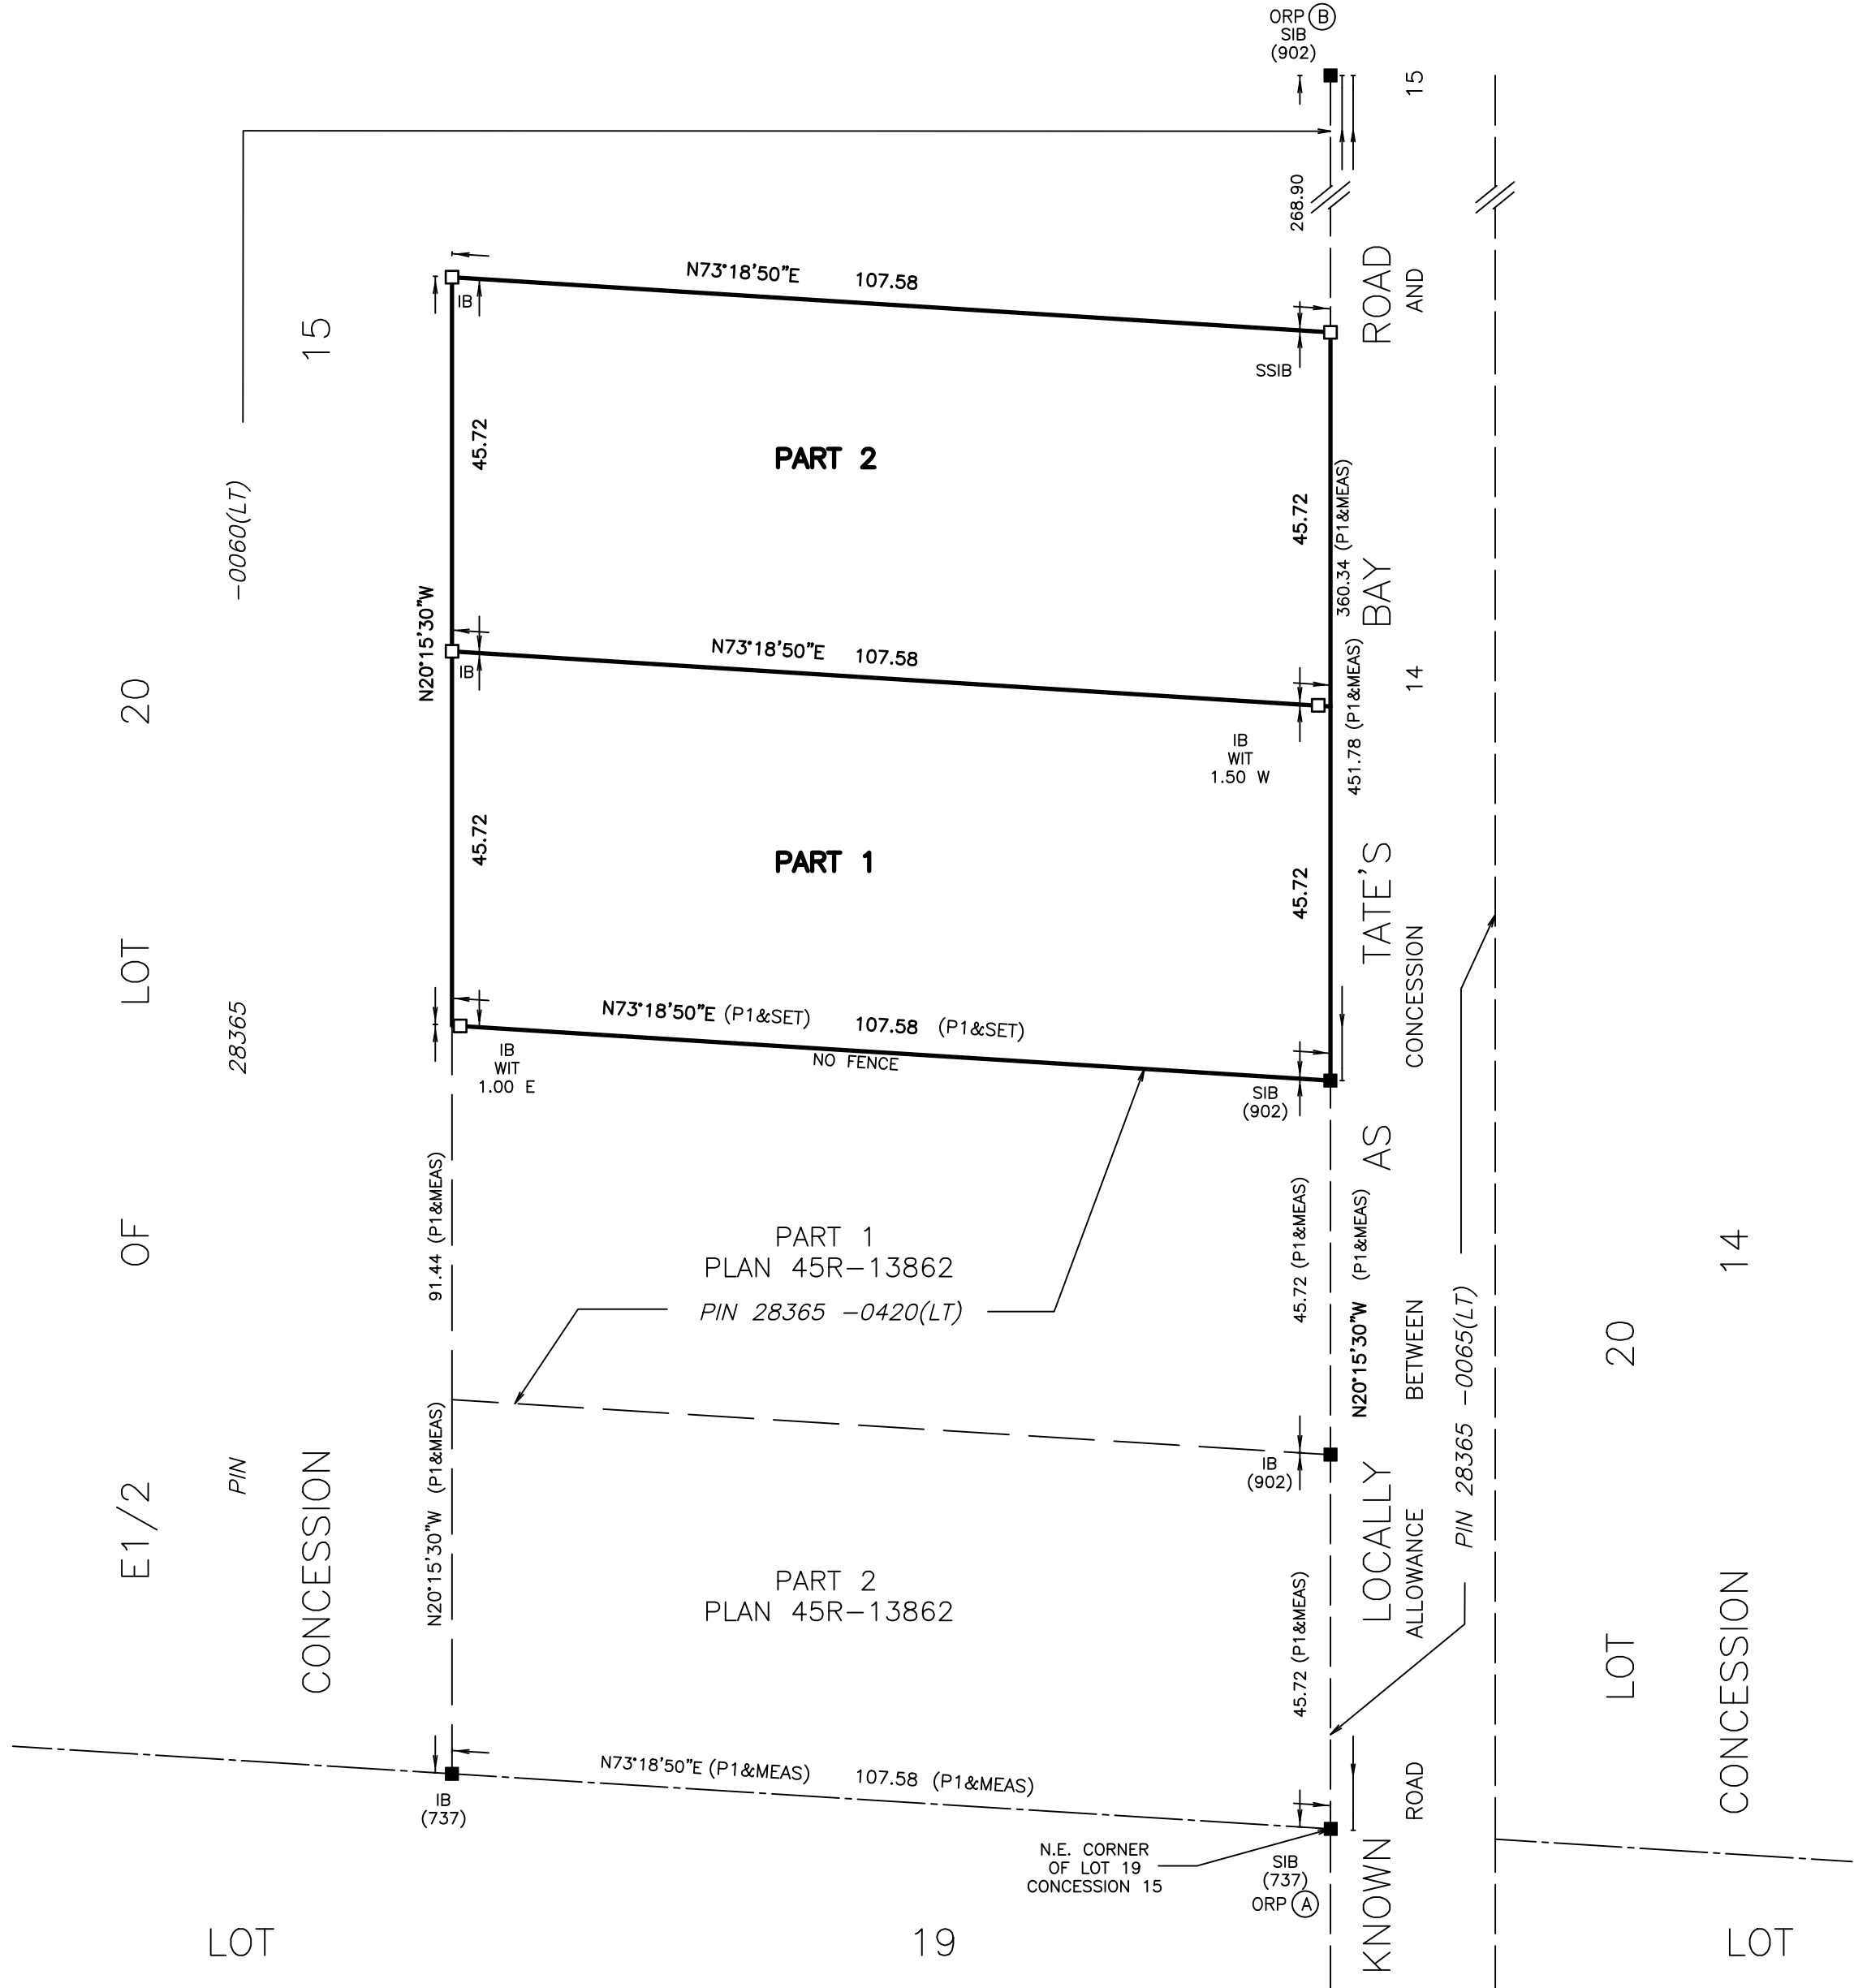 ORP B
SIB
(902)
15
268.90
ROAD
AND
N73°18'50"E 107.58
IB
15
SSIB
45.72
PART 2
45.72
360.34 (P1&MEAS)
-0060(LT)
BAY
N20°15'30"W
N73°18'50"E 107.58
IB
20
14
451.78 (P1&MEAS)
IB
WIT
1.50 W
45.72
PART 1
45.72
TATE'S
LOT
CONCESSION
28365
N73°18'50"E (P1&SET) 107.58 (P1&SET)
NO FENCE
IB
WIT
1.00 E
SIB
(902)
AS
91.44 (P1&MEAS)
45.72 (P1&MEAS)
N20°15'30"W (P1&MEAS)
OF
PART 1
PLAN 45R-13862
PIN 28365 -0420(LT)
14
BETWEEN
PIN 28365 -0065(LT)
20
N20°15'30"W (P1&MEAS)
IB
(902)
E1/2
PIN
CONCESSION
LOCALLY
ALLOWANCE
PART 2
PLAN 45R-13862
45.72 (P1&MEAS)
LOT
CONCESSION
N73°18'50"E (P1&MEAS) 107.58 (P1&MEAS)
IB
(737)
ROAD
N.E. CORNER
OF LOT 19
CONCESSION 15
SIB
(737)
ORP A
KNOWN
LOT 19 LOT